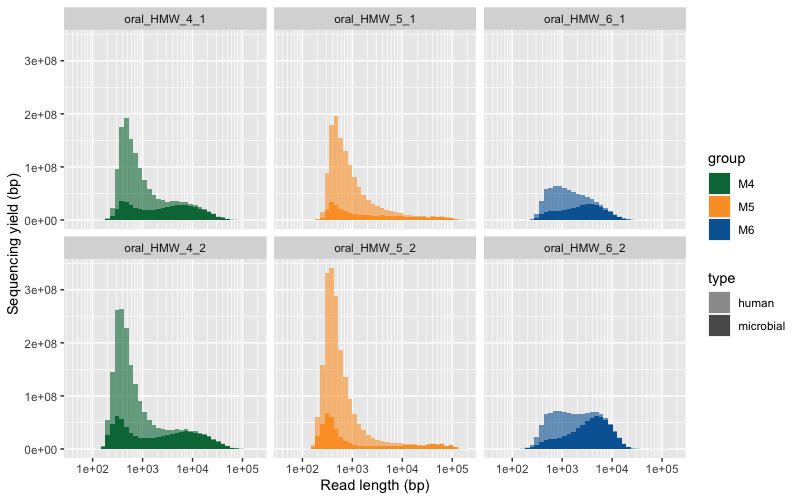 oral_HMW_4_1 oral_HMW_5_1 oral_HMW_6_1
3e+08
2e+08
1e+08
0e+00
oral_HMW_4_2 oral_HMW_5_2 oral_HMW_6_2
3e+08
2e+08
1e+08
0e+00
1e+02 1e+03 1e+04 1e+05 1e+02 1e+03 1e+04 1e+05 1e+02 1e+03 1e+04 1e+05
Read length (bp)
Sequencing yield (bp)
group
M4
M5
M6
type
human
microbial